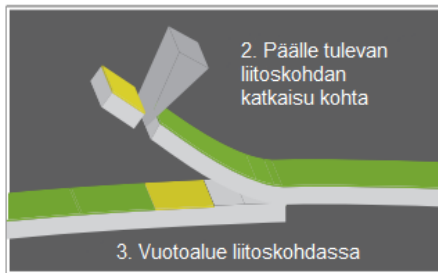 2. Päälle tulevan
liitoskohdan
katkaisu kohta
3. Vuotoalue liitoskohdassa